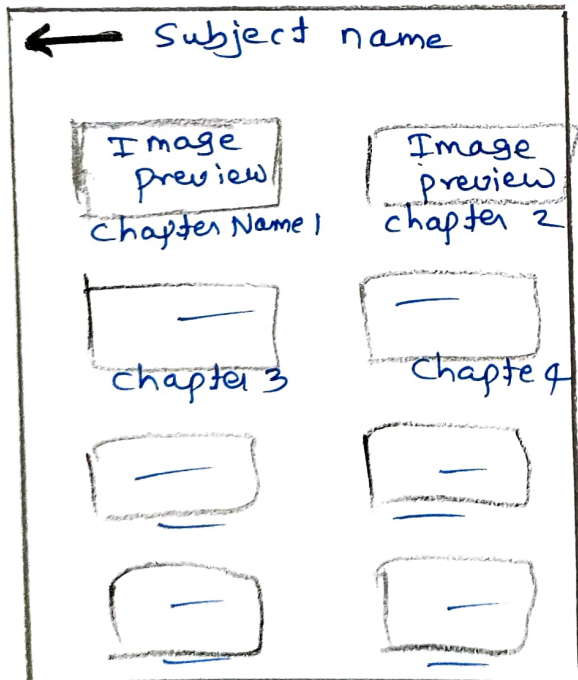 Subject name
Image preview
Image preview
Chapter Name 1
chapter 2
Chapter 3
Chapte 4